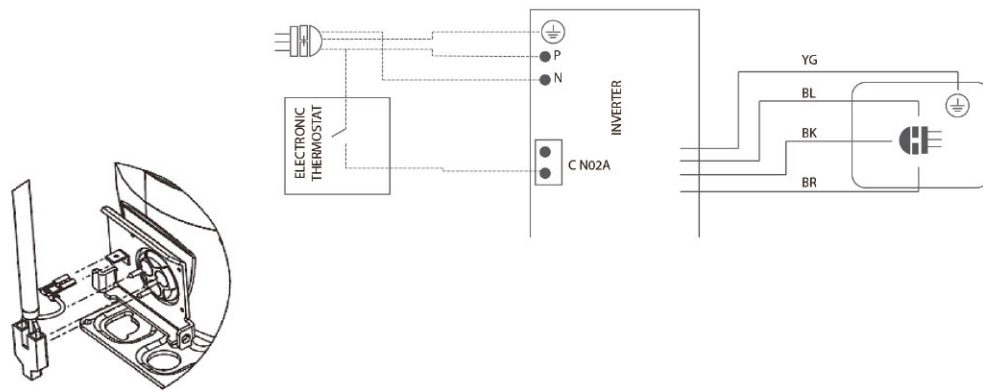 P
N
ELECTRONIC
THERMOSTAT
INVERTER
C N02A
YG
BL
BK
BR